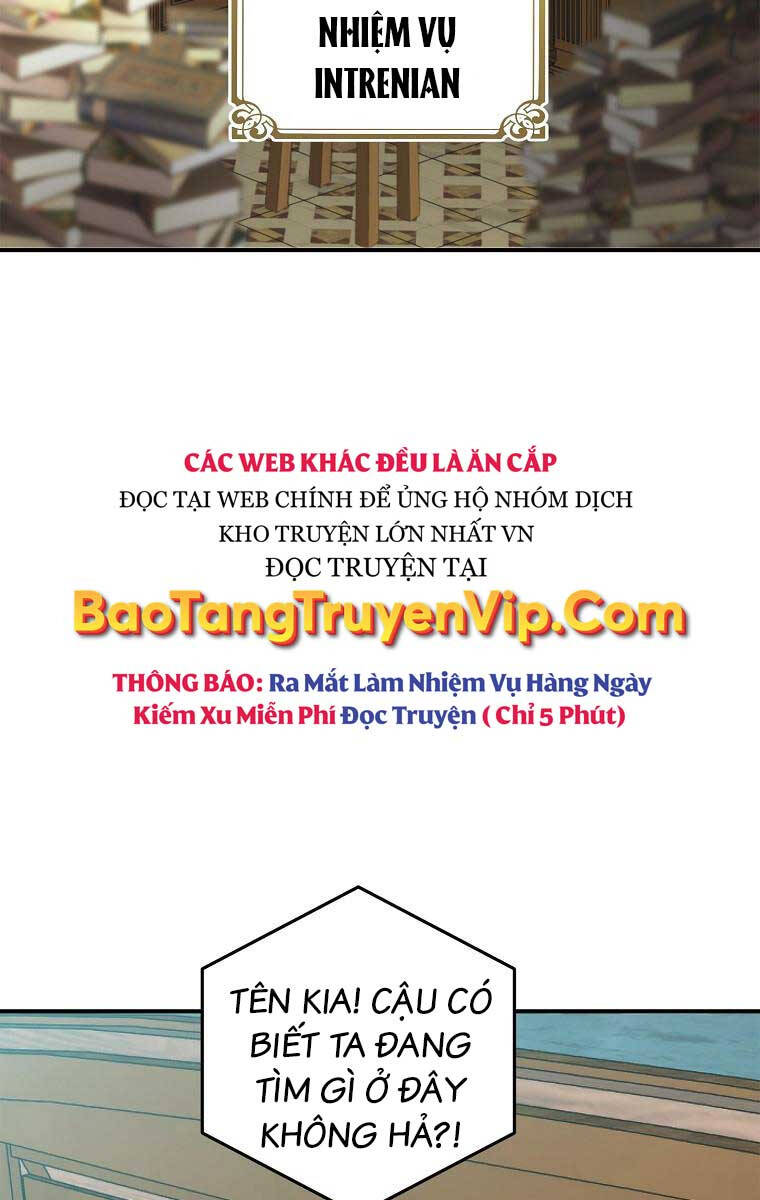 NHIỆM VỤ
INTRENIAN
CÁC WEB KHÁC ĐỀU LÀ ĂN CẮP
ĐỌC TẠI WEB CHÍNH ĐỂ ỦNG HỘ NHÓM DỊCH
KHO TRUYỆN LỚN NHẤT VN
ĐỌC TRUYỆN TẠI
BaoTangTruyenVip.Com
THÔNG BÁO: Ra Mắt Làm Nhiệm Vụ Hàng Ngày
Kiếm Xu Miễn Phí Đọc Truyện ( Chỉ 5 Phút)
TÊN KIA! CẬU CÓ
BIẾT TA ĐANG
TÌM GÌ Ở ĐÂY
KHÔNG HẢ?!